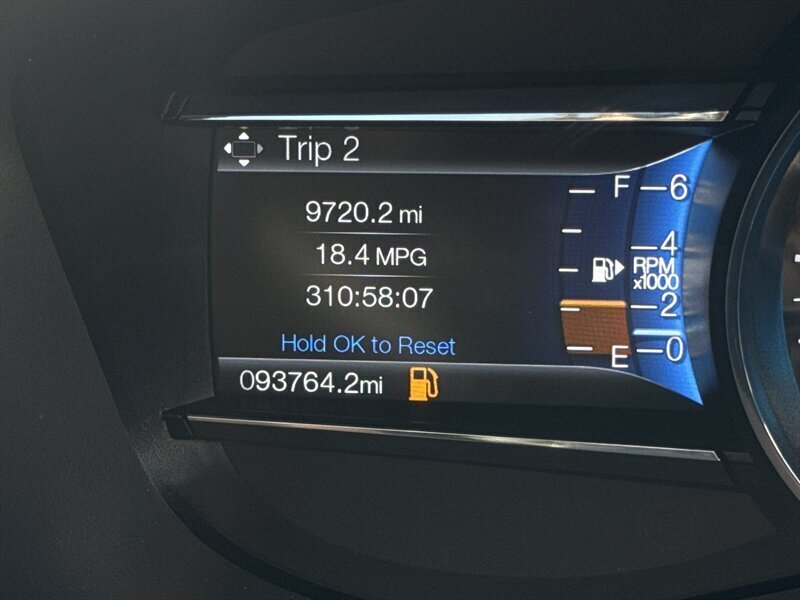 Trip 2
9720.2 mi
18.4 MPG
310:58:07
Hold OK to Reset
093764.2mi
F
E
6
4
RPM
x1000
2
0